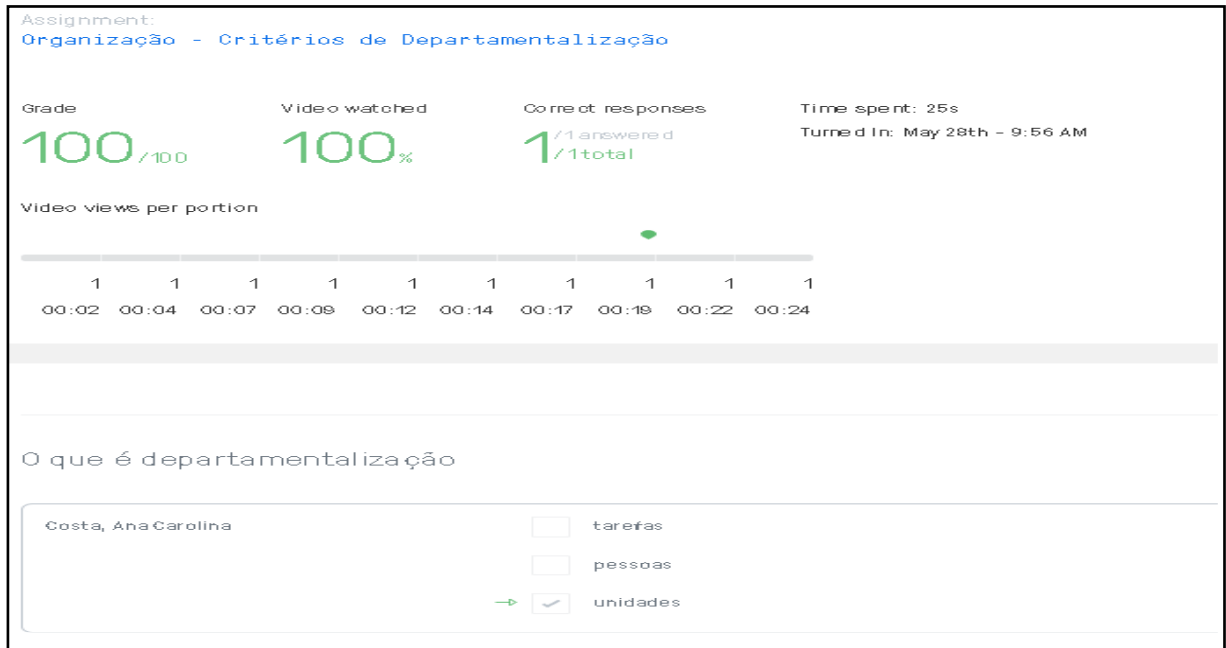 Assignment:
Organização - Critérios de Departamentalização
Grade
Video watched
Correct responses
Time spent: 25s
100/100
100%
1/1 answered
/1 total
Turned In: May 28th - 9:56 AM
Video views per portion
1 1 1 1 1 1 1 1 1 1
00:02 00:04 00:07 00:09 00:12 00:14 00:17 00:19 00:22 00:24
O que é departamentalização
Costa, Ana Carolina
tarefas
pessoas
unidades